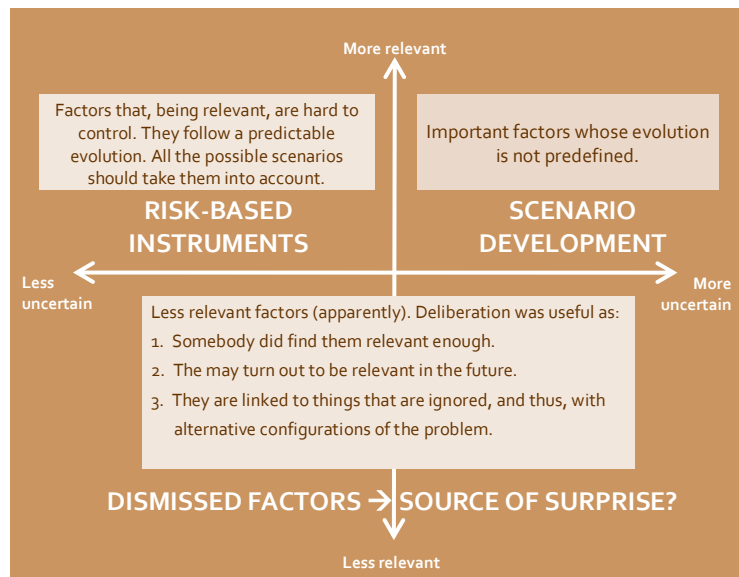 More relevant
Factors that, being relevant, are hard to
control. They follow a predictable
evolution. All the possible scenarios
should take them into account.
Important factors whose evolution
is not predefined.
RISK-BASED
INSTRUMENTS
SCENARIO
DEVELOPMENT
Less
uncertain
More
uncertain
Less relevant factors (apparently). Deliberation was useful as:
1. Somebody did find them relevant enough.
2. The may turn out to be relevant in the future.
3. They are linked to things that are ignored, and thus, with
alternative configurations of the problem.
DISMISSED FACTORS → SOURCE OF SURPRISE?
Less relevant